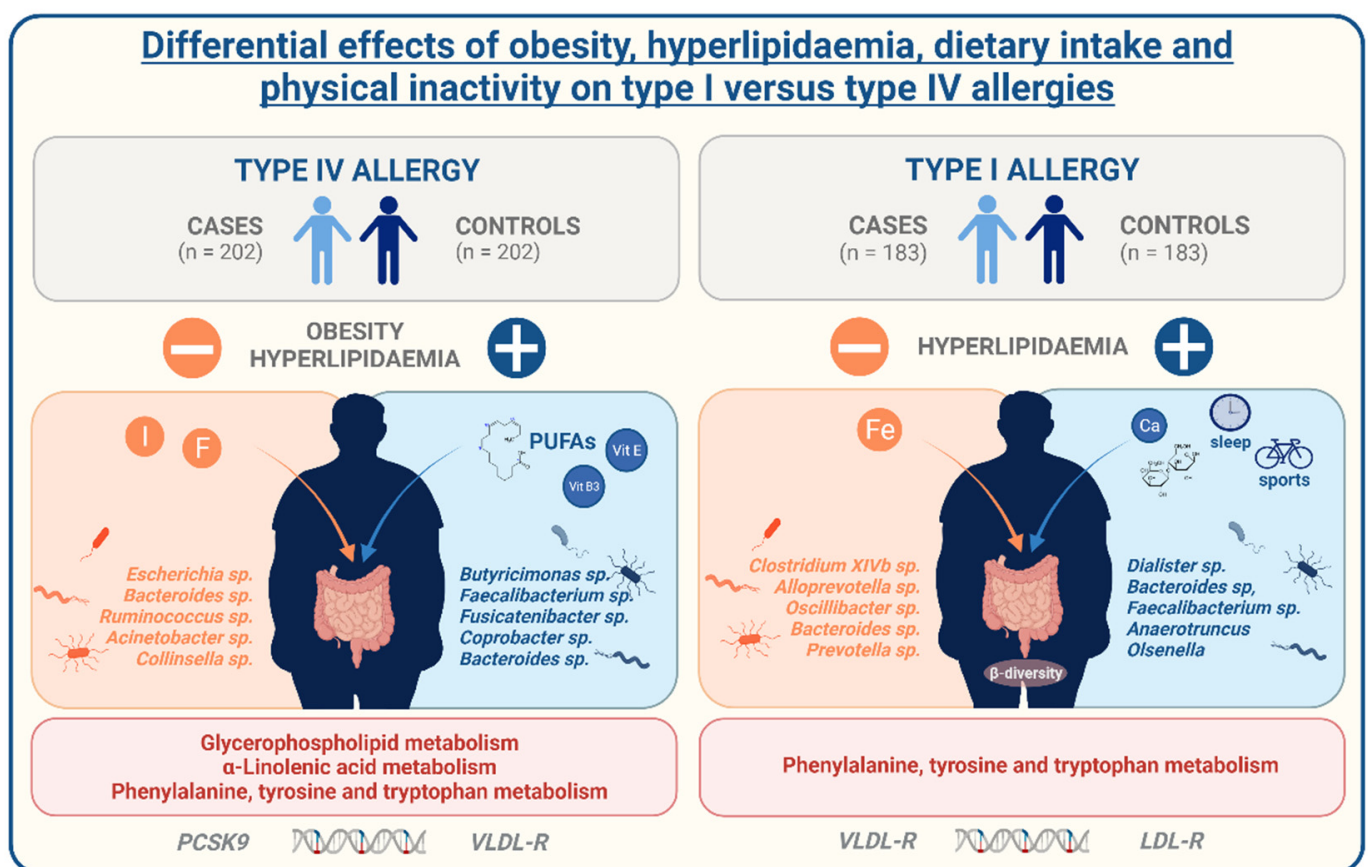 Differential effects of obesity, hyperlipidaemia, dietary intake and
physical inactivity on type I versus type IV allergies
TYPE IV ALLERGY
CASES
(n = 202)
CONTROLS
(n = 202)
OBESITY
HYPERLIPIDAEMIA
I
F
PUFAs
Vit E
Vit B3
Escherichia sp.
Bacteroides sp.
Ruminococcus sp.
Acinetobacter sp.
Collinsella sp.
Butyricimonas sp.
Faecalibacterium sp.
Fusicatenibacter sp.
Coprobacter sp.
Bacteroides sp.
Glycerophospholipid metabolism
α-Linolenic acid metabolism
Phenylalanine, tyrosine and tryptophan metabolism
PCSK9
VLDL-R
TYPE I ALLERGY
CASES
(n = 183)
CONTROLS
(n = 183)
HYPERLIPIDAEMIA
Fe
Ca
sleep
sports
Clostridium XIVb sp.
Alloprevotella sp.
Oscillibacter sp.
Bacteroides sp.
Prevotella sp.
Dialister sp.
Bacteroides sp,
Faecalibacterium sp.
Anaerotruncus
Olsenella
β-diversity
Phenylalanine, tyrosine and tryptophan metabolism
VLDL-R
LDL-R